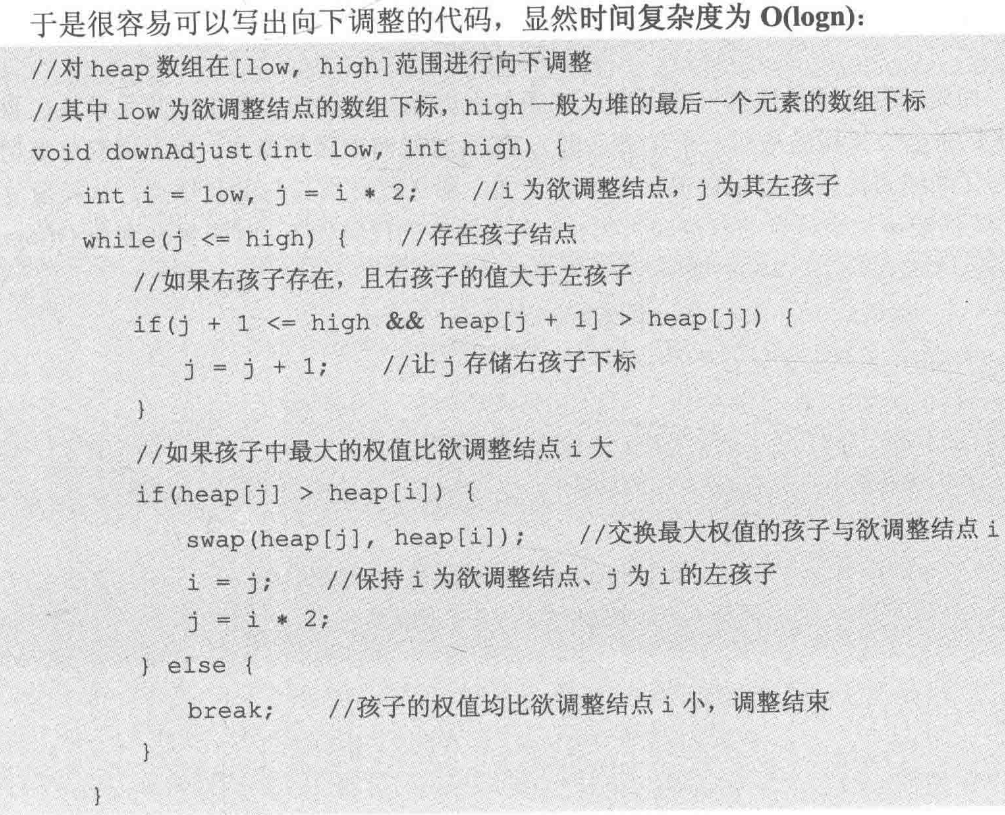 于是很容易可以写出向下调整的代码，显然时间复杂度为 O(logn)：
//对 heap 数组在[low, high]范围进行向下调整
//其中 low 为欲调整结点的数组下标，high 一般为堆的最后一个元素的数组下标
void downAdjust(int low, int high) {
    int i = low, j = i * 2;    //i 为欲调整结点，j 为其左孩子
    while(j <= high) {    //存在孩子结点
        //如果右孩子存在，且右孩子的值大于左孩子
        if(j + 1 <= high && heap[j + 1] > heap[j]) {
            j = j + 1;    //让 j 存储右孩子下标
        }
        //如果孩子中最大的权值比欲调整结点 i 大
        if(heap[j] > heap[i]) {
            swap(heap[j], heap[i]);    //交换最大权值的孩子与欲调整结点 i
            i = j;    //保持 i 为欲调整结点、j 为 i 的左孩子
            j = i * 2;
        } else {
            break;    //孩子的权值均比欲调整结点 i 小，调整结束
        }
    }